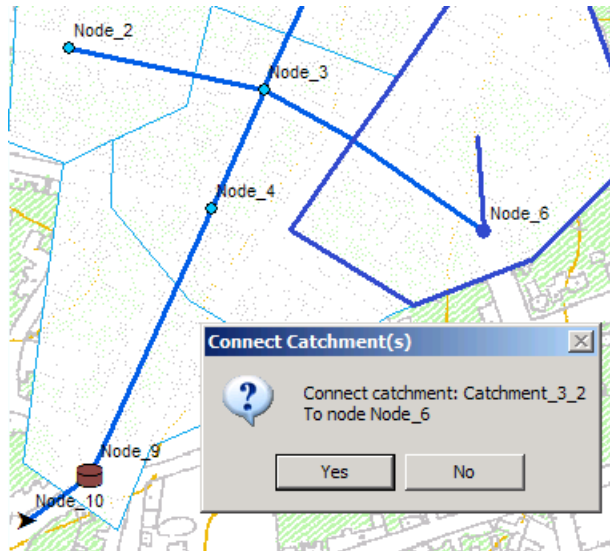 Node_2
Node_3
Node_4
Node_6
Connect Catchment(s)
Connect catchment: Catchment_3_2
To node Node_6
Yes
No
Node_9
Node_10